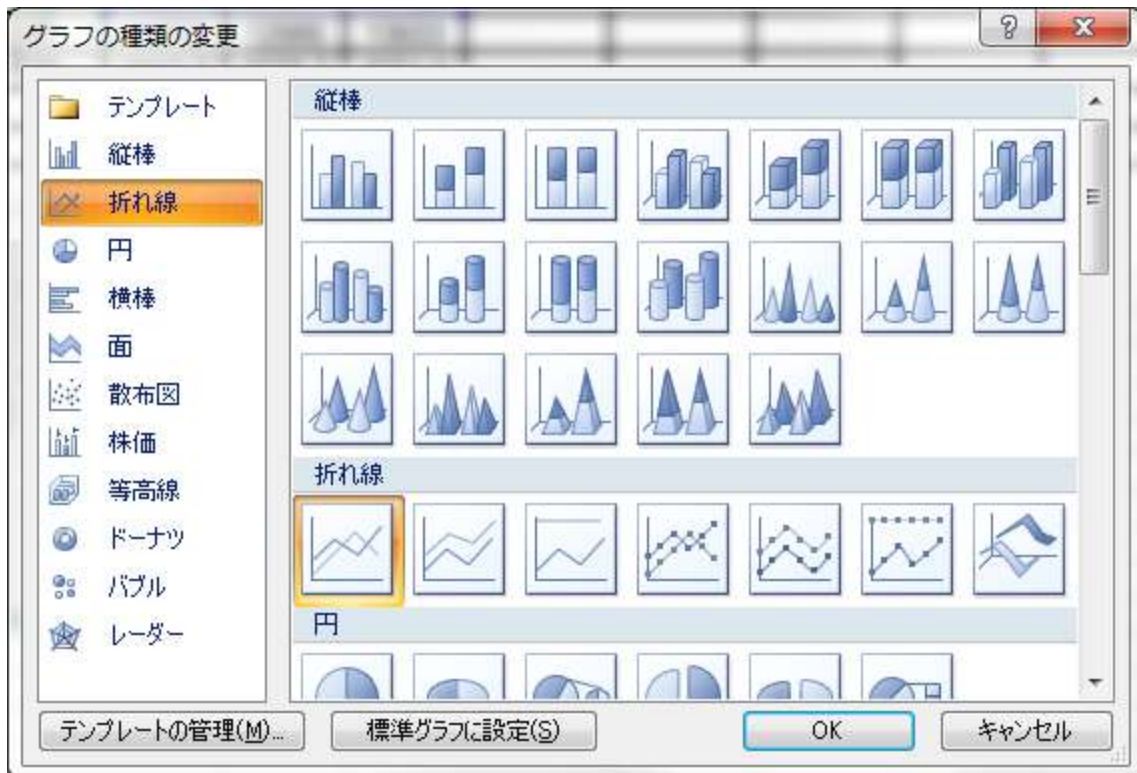 グラフの種類の変更
テンプレート
縦棒
折れ線
円
横棒
面
散布図
株価
等高線
ドーナツ
バブル
レーダー
縦棒
折れ線
円
テンプレートの管理(M)...
標準グラフに設定(S)
OK
キャンセル